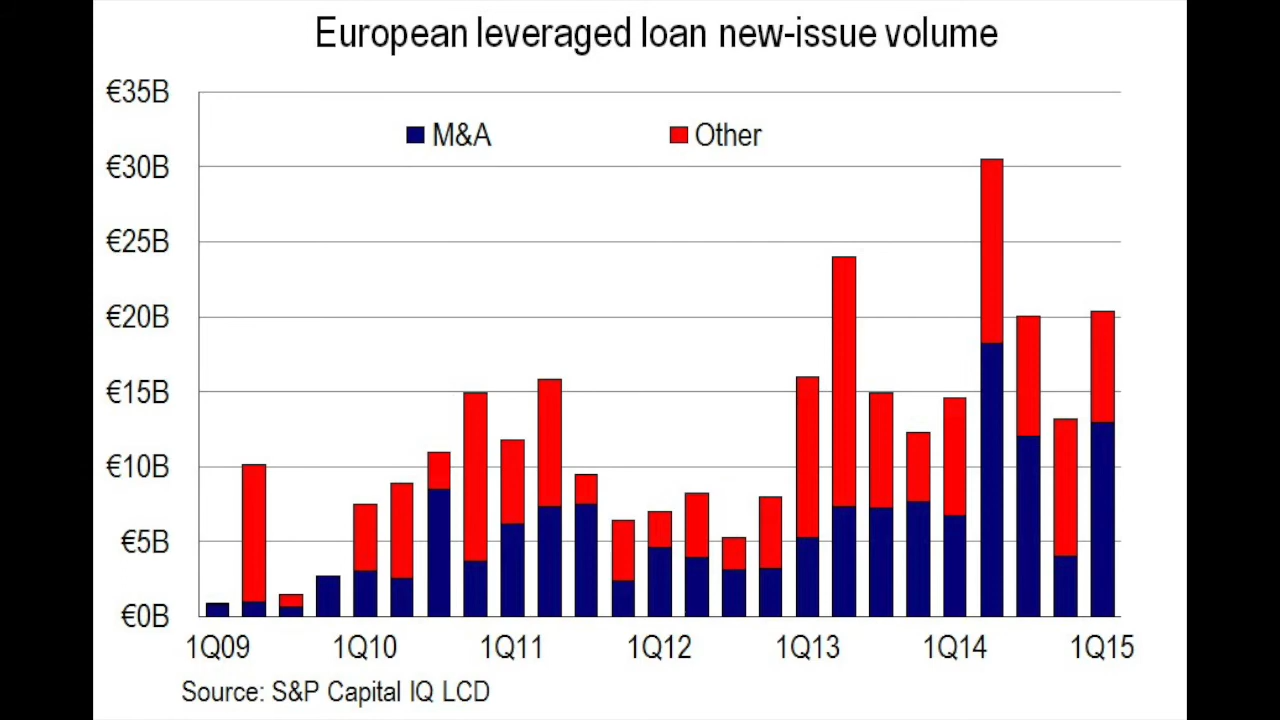 European leveraged loan new-issue volume
€35B
M&A Other
€30B
€25B
€20B
€15B
€10B
€5B
€0B
1Q09 1Q10 1Q11 1Q12 1Q13 1Q14 1Q15
Source: S&P Capital IQ LCD